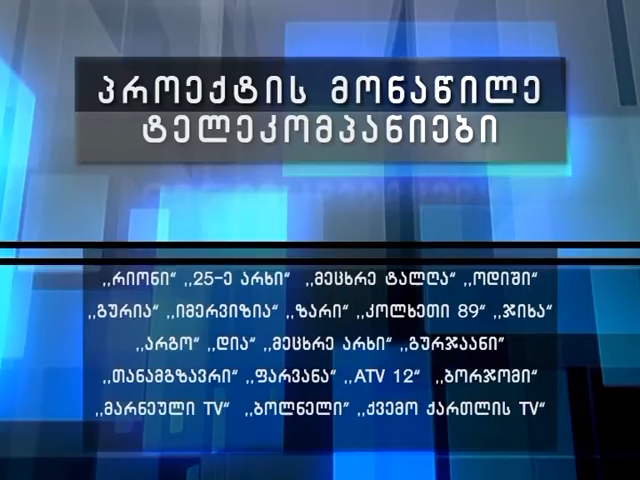 პროექტის მონაწილე
ტელეკომპანიები
,,რიონი“ ,,25-ე არხი“ ,,მეცხრე ტალღა“ ,,ოდიში“
,,გურია“ ,,იმერვიზია“ ,,ზარი“ ,,კოლხეთი 89“ ,,ჯიხა“
,,არგო“ ,,დია“ ,,მეცხრე არხი“ ,,გურჯაანი”
,,თანამგზავრი“ ,,ფარვანა“ ,,ATV 12“ ,,ბორჯომი“
,,მარნეული TV“ ,,ბოლნელი” ,,ქვემო ქართლის TV“